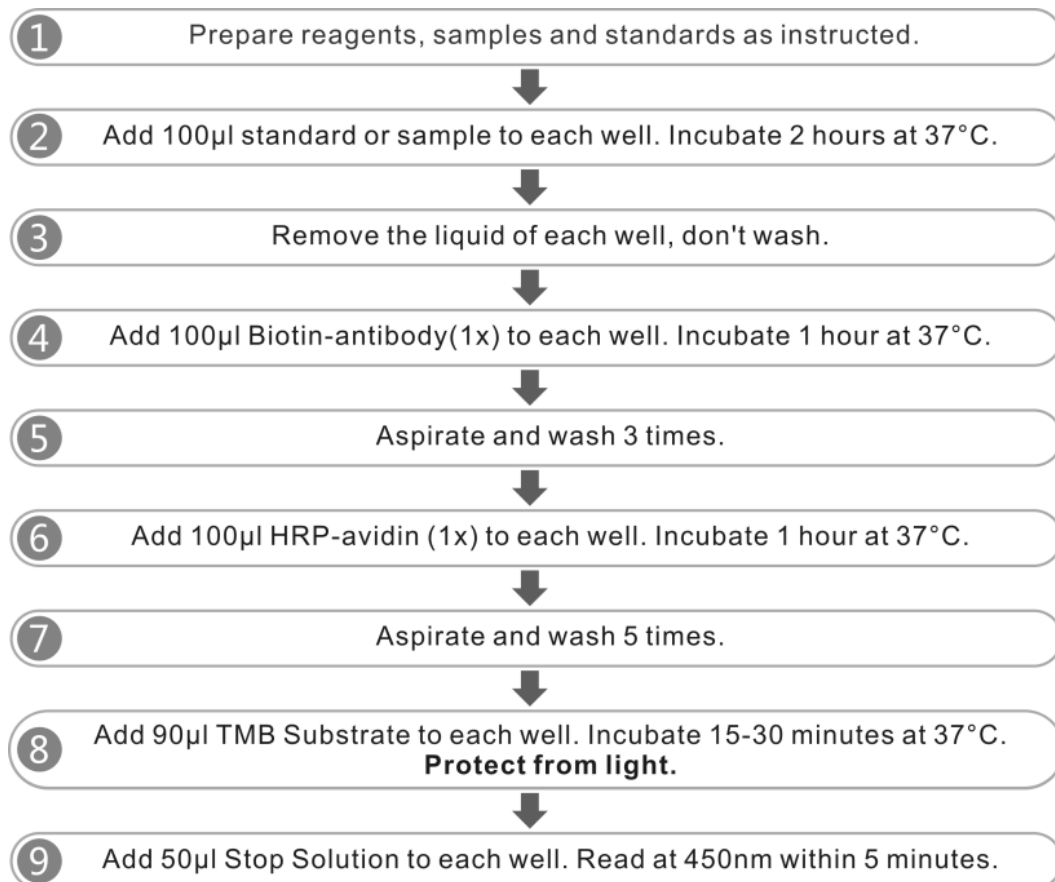 1 Prepare reagents, samples and standards as instructed.
2 Add 100µl standard or sample to each well. Incubate 2 hours at 37°C.
3 Remove the liquid of each well, don't wash.
4 Add 100µl Biotin-antibody(1x) to each well. Incubate 1 hour at 37°C.
5 Aspirate and wash 3 times.
6 Add 100µl HRP-avidin (1x) to each well. Incubate 1 hour at 37°C.
7 Aspirate and wash 5 times.
8 Add 90µl TMB Substrate to each well. Incubate 15-30 minutes at 37°C.
Protect from light.
9 Add 50µl Stop Solution to each well. Read at 450nm within 5 minutes.